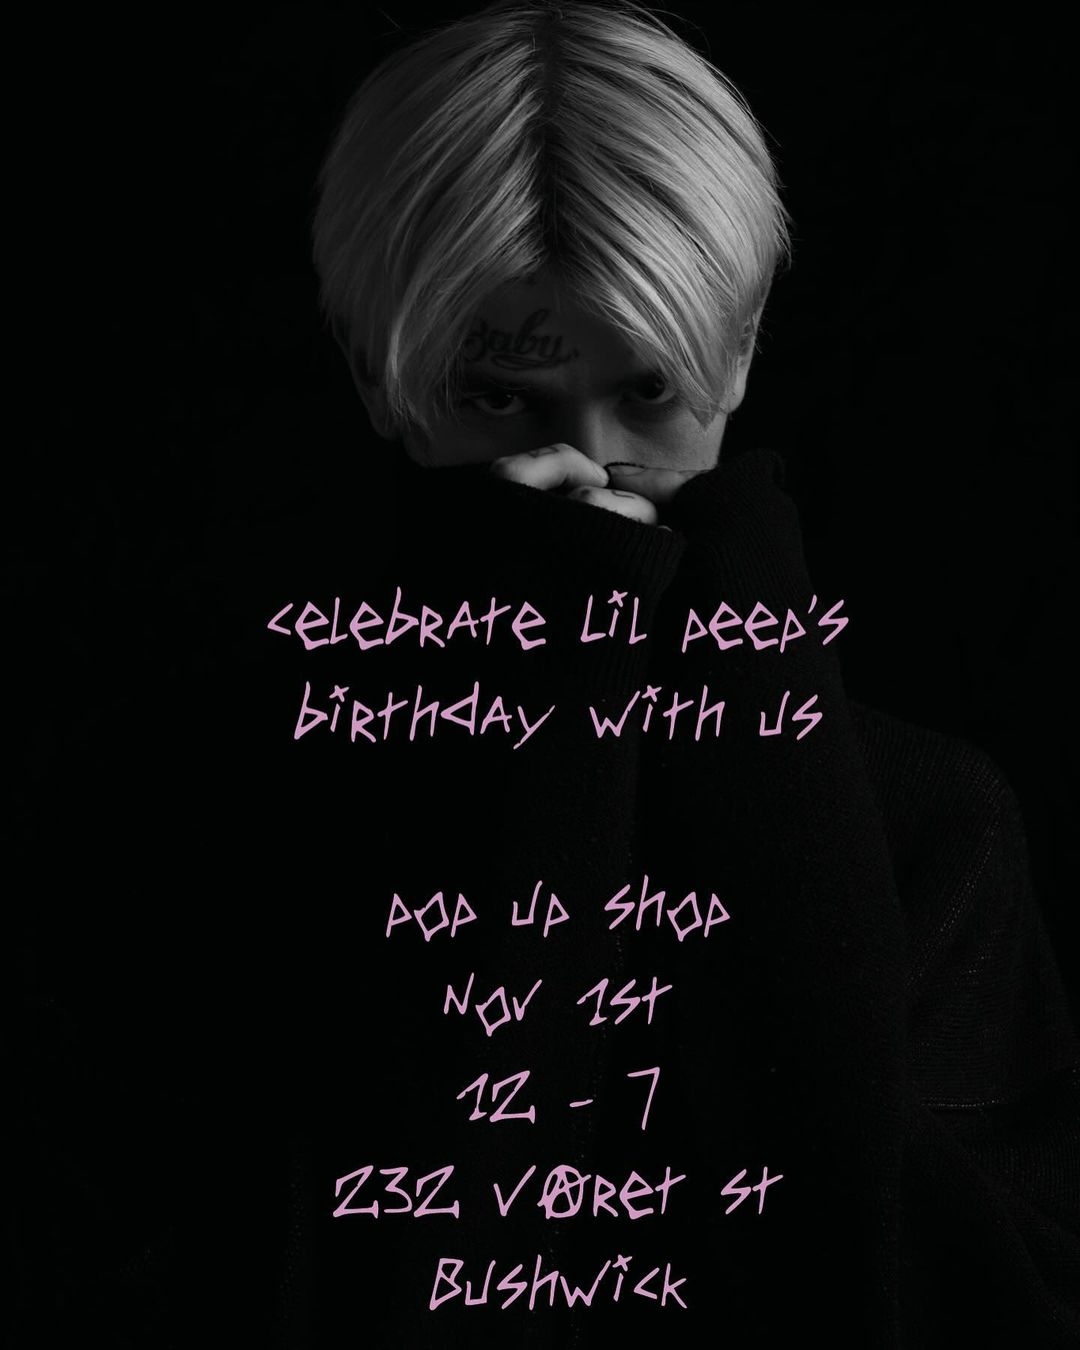 Baby
celebrate lil peep's
birthday with us
pop up shop
Nov 1st
12 - 7
232 VAret st
Bushwick